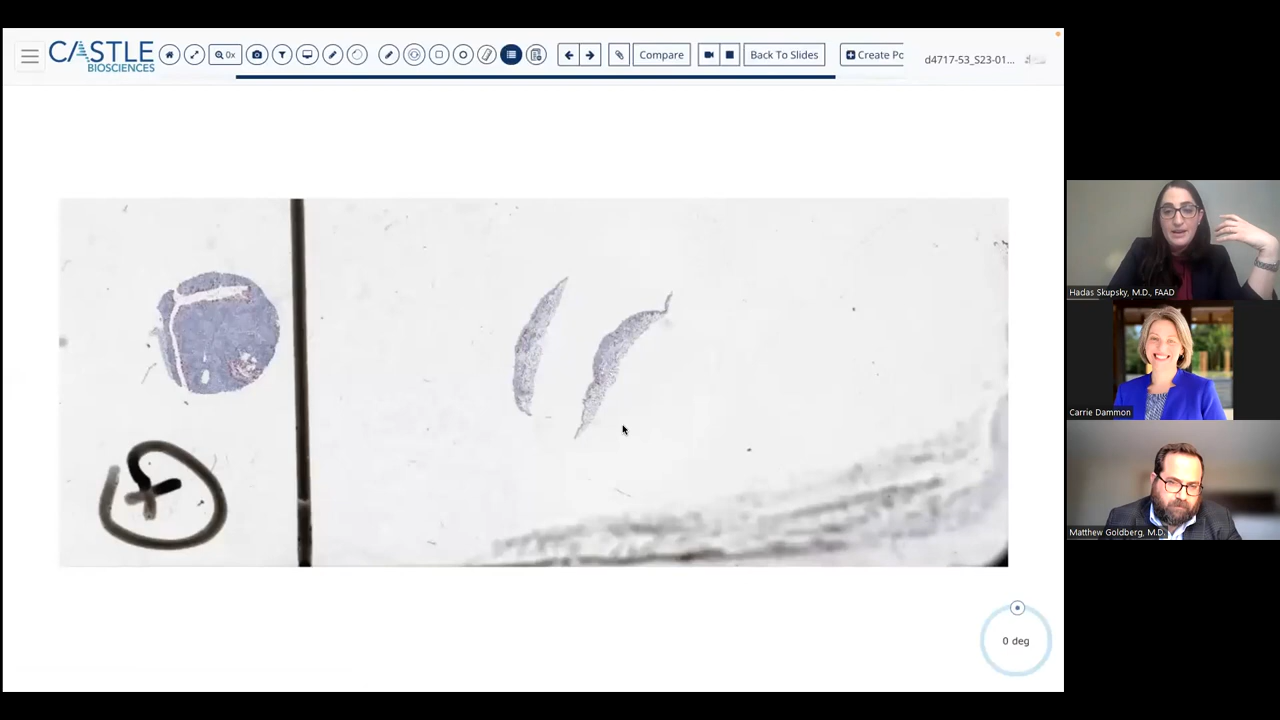 CASTLE
BIOSCIENCES
0x
Compare
Back To Slides
Create Po
d4717-53_S23-01...
+
0 deg
Hadas Skupsky, M.D., FAAD
Carrie Dammon
Matthew Goldberg, M.D.